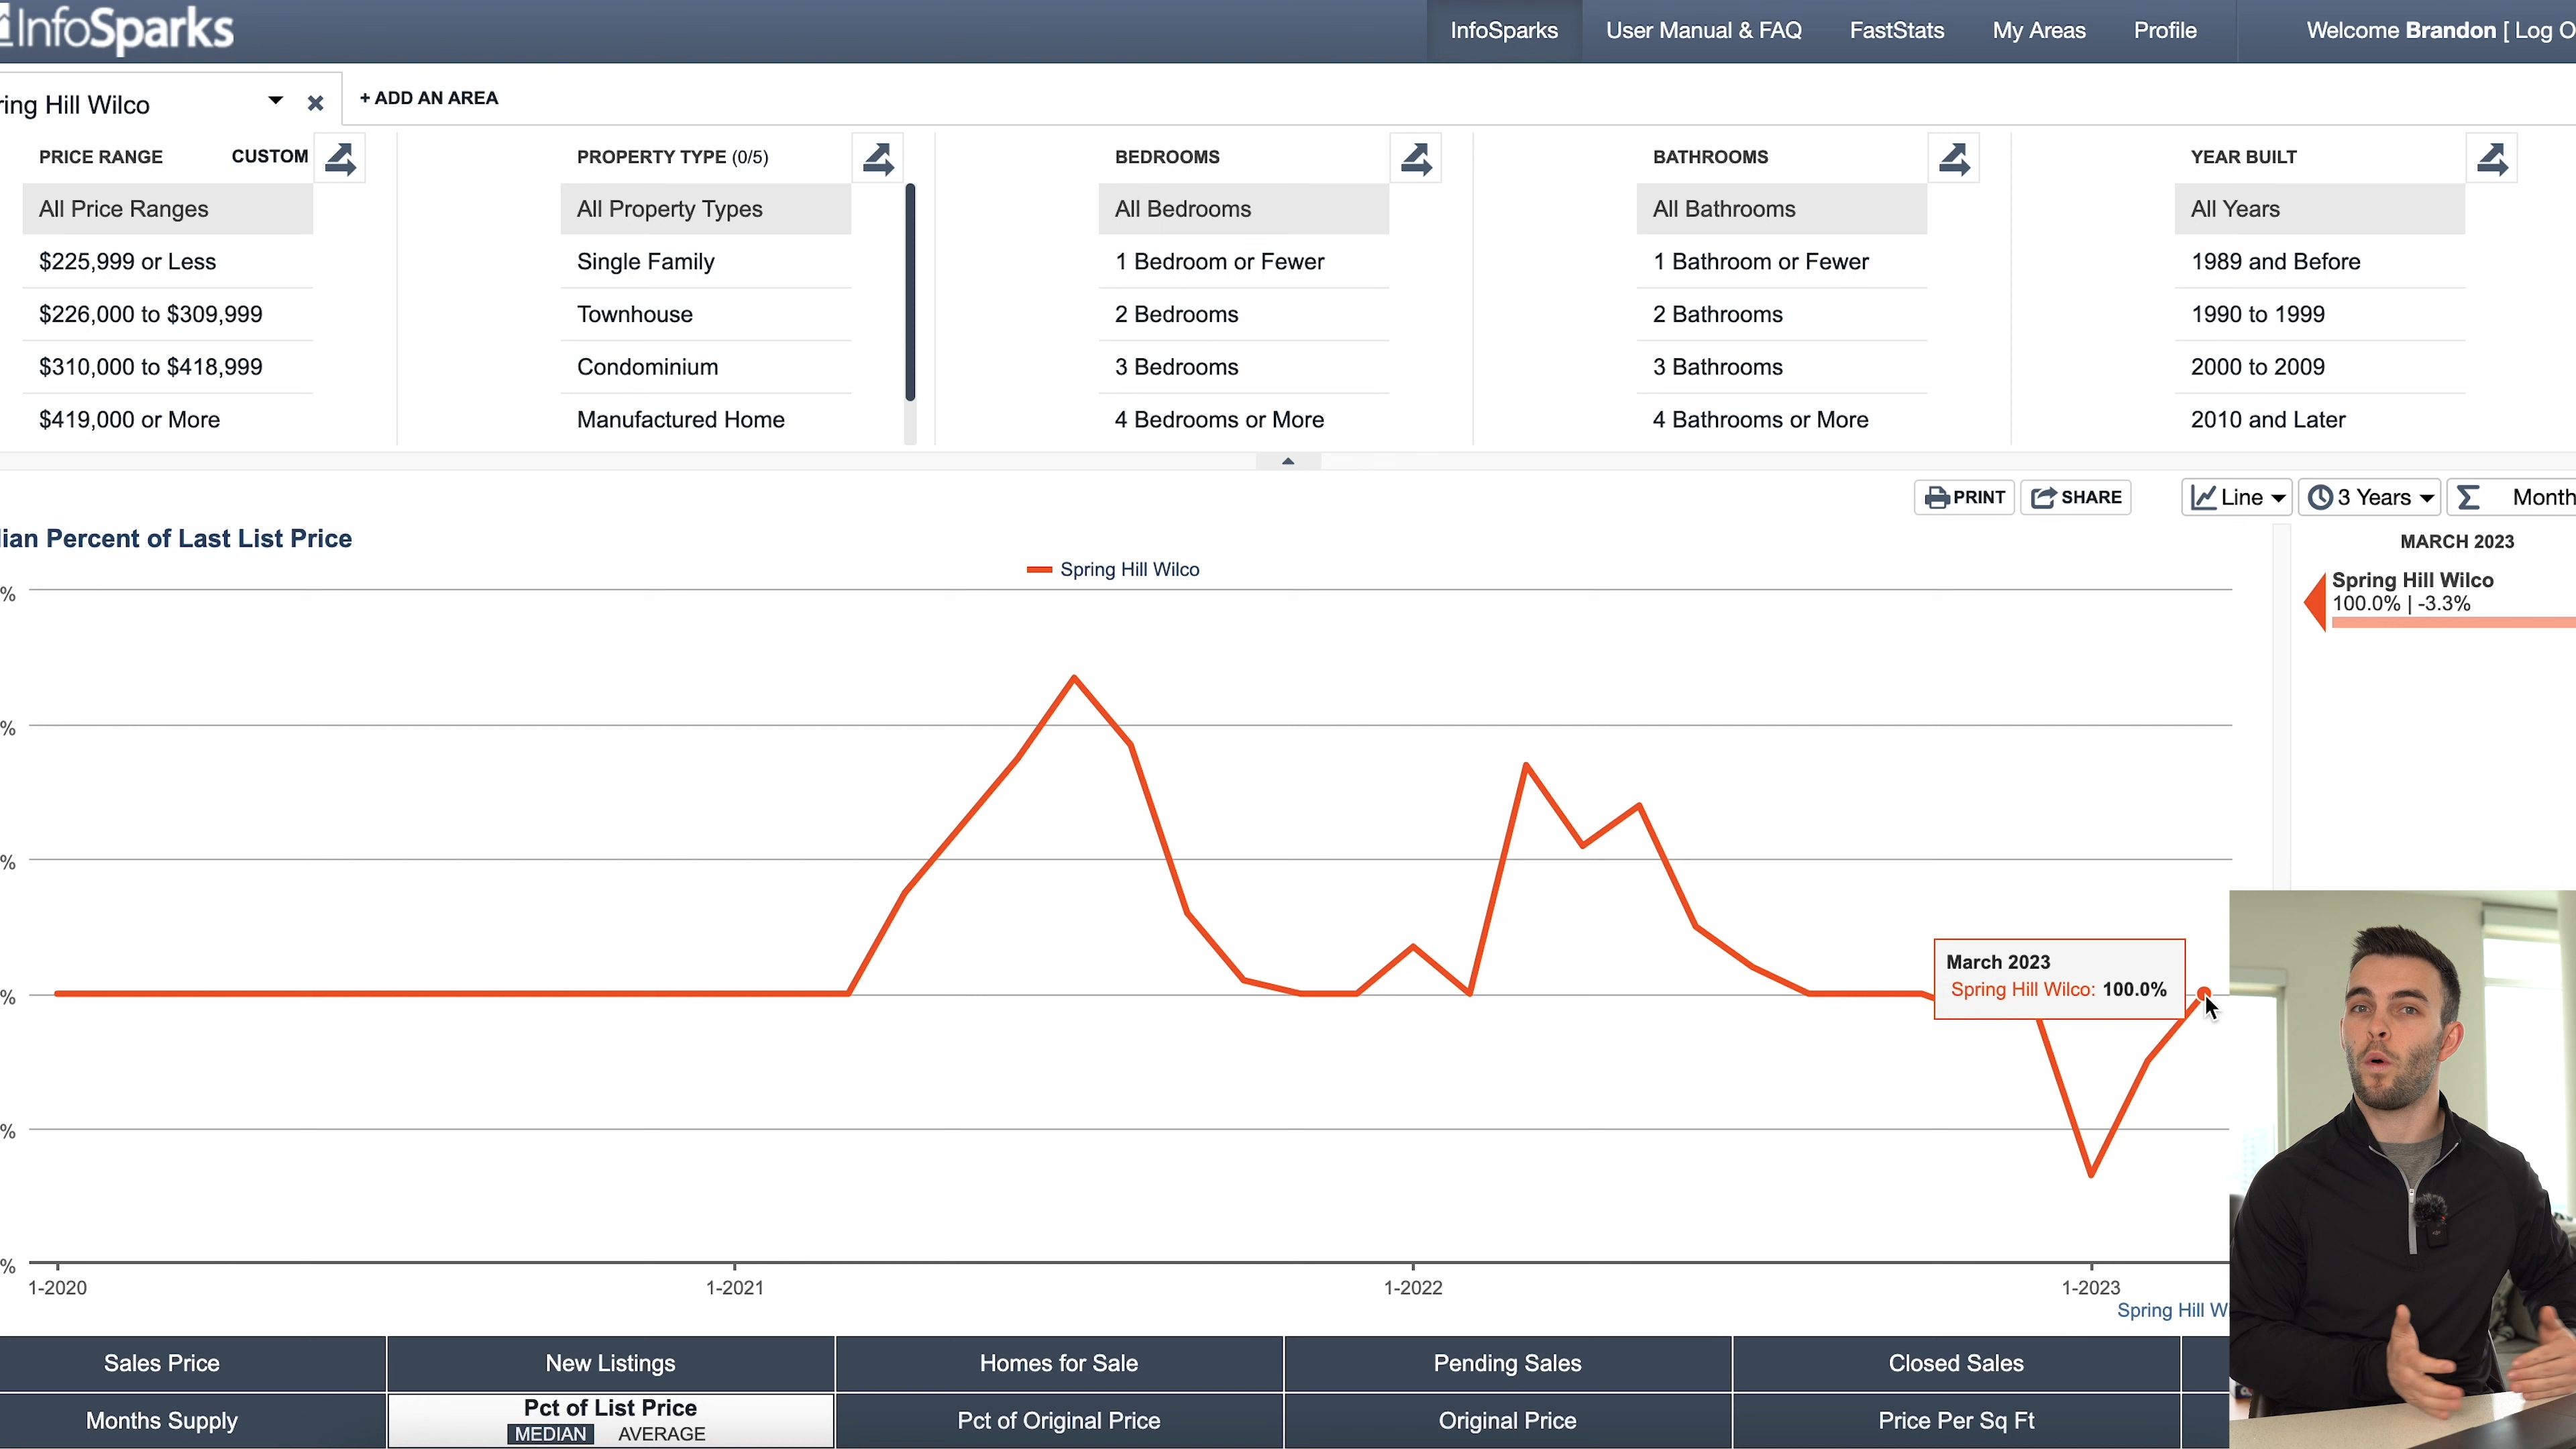 InfoSparks
InfoSparks
User Manual & FAQ
FastStats
My Areas
Profile
Welcome Brandon [ Log O
ring Hill Wilco
+ ADD AN AREA
PRICE RANGE
CUSTOM
All Price Ranges
$225,999 or Less
$226,000 to $309,999
$310,000 to $418,999
$419,000 or More
PROPERTY TYPE (0/5)
All Property Types
Single Family
Townhouse
Condominium
Manufactured Home
BEDROOMS
All Bedrooms
1 Bedroom or Fewer
2 Bedrooms
3 Bedrooms
4 Bedrooms or More
BATHROOMS
All Bathrooms
1 Bathroom or Fewer
2 Bathrooms
3 Bathrooms
4 Bathrooms or More
YEAR BUILT
All Years
1989 and Before
1990 to 1999
2000 to 2009
2010 and Later
PRINT
SHARE
Line
3 Years
Month
ian Percent of Last List Price
Spring Hill Wilco
MARCH 2023
Spring Hill Wilco
100.0% | -3.3%
%
%
%
%
%
%
March 2023
Spring Hill Wilco: 100.0%
1-2020
1-2021
1-2022
1-2023
Spring Hill W
Sales Price
New Listings
Homes for Sale
Pending Sales
Closed Sales
Months Supply
Pct of List Price
MEDIAN AVERAGE
Pct of Original Price
Original Price
Price Per Sq Ft